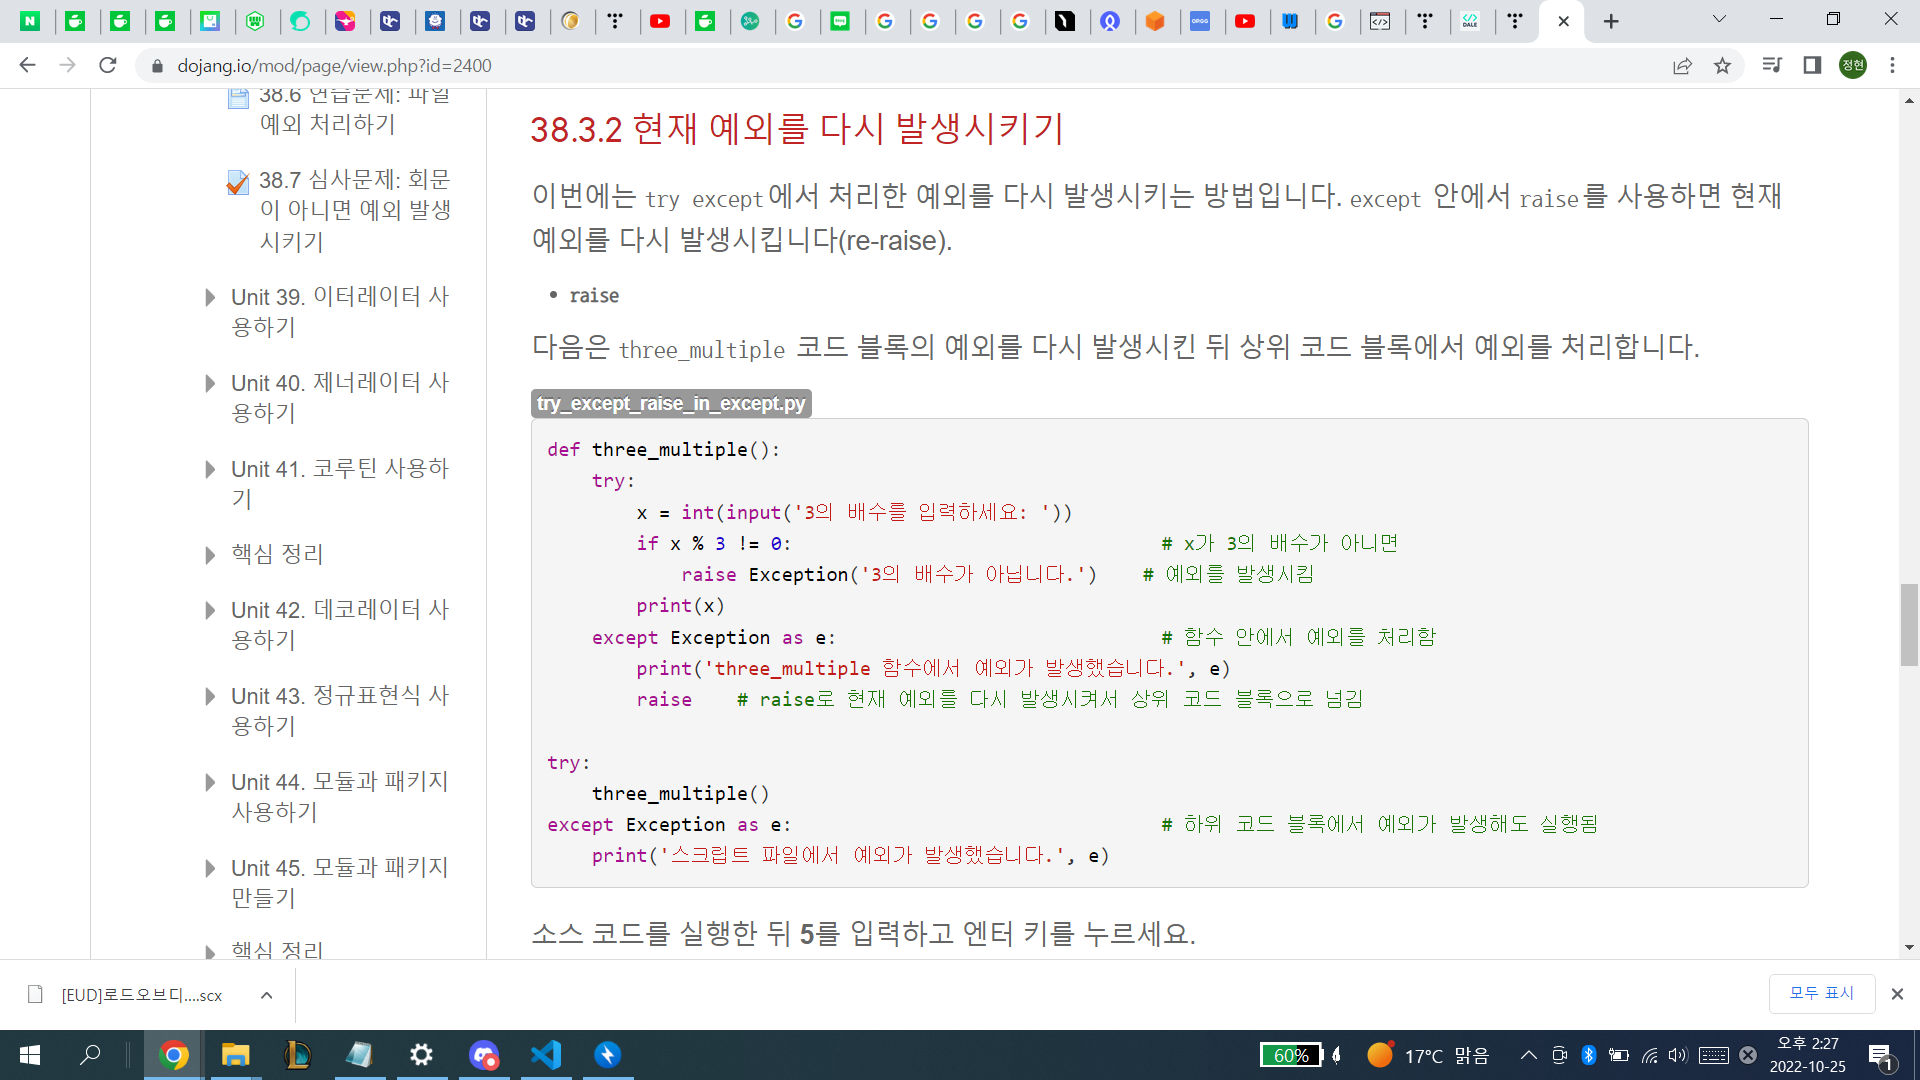 dojang.io/mod/page/view.php?id=2400
정현
38.6 연습문제: 파일
예외 처리하기
38.7 심사문제: 회문
이 아니면 예외 발생
시키기
Unit 39. 이터레이터 사
용하기
Unit 40. 제너레이터 사
용하기
Unit 41. 코루틴 사용하
기
핵심 정리
Unit 42. 데코레이터 사
용하기
Unit 43. 정규표현식 사
용하기
Unit 44. 모듈과 패키지
사용하기
Unit 45. 모듈과 패키지
만들기
핵심 정리
38.3.2 현재 예외를 다시 발생시키기
이번에는 try except에서 처리한 예외를 다시 발생시키는 방법입니다. except 안에서 raise를 사용하면 현재
예외를 다시 발생시킵니다(re-raise).
• raise
다음은 three_multiple 코드 블록의 예외를 다시 발생시킨 뒤 상위 코드 블록에서 예외를 처리합니다.
try_except_raise_in_except.py
def three_multiple():
    try:
        x = int(input('3의 배수를 입력하세요: '))
        if x % 3 != 0:                                 # x가 3의 배수가 아니면
            raise Exception('3의 배수가 아닙니다.')    # 예외를 발생시킴
        print(x)
    except Exception as e:                             # 함수 안에서 예외를 처리함
        print('three_multiple 함수에서 예외가 발생했습니다.', e)
        raise    # raise로 현재 예외를 다시 발생시켜서 상위 코드 블록으로 넘김
try:
    three_multiple()
except Exception as e:                                 # 하위 코드 블록에서 예외가 발생해도 실행됨
    print('스크립트 파일에서 예외가 발생했습니다.', e)
소스 코드를 실행한 뒤 5를 입력하고 엔터 키를 누르세요.
[EUD]로드오브디....scx
모두 표시
60%
17°C 맑음
오후 2:27
2022-10-25
1